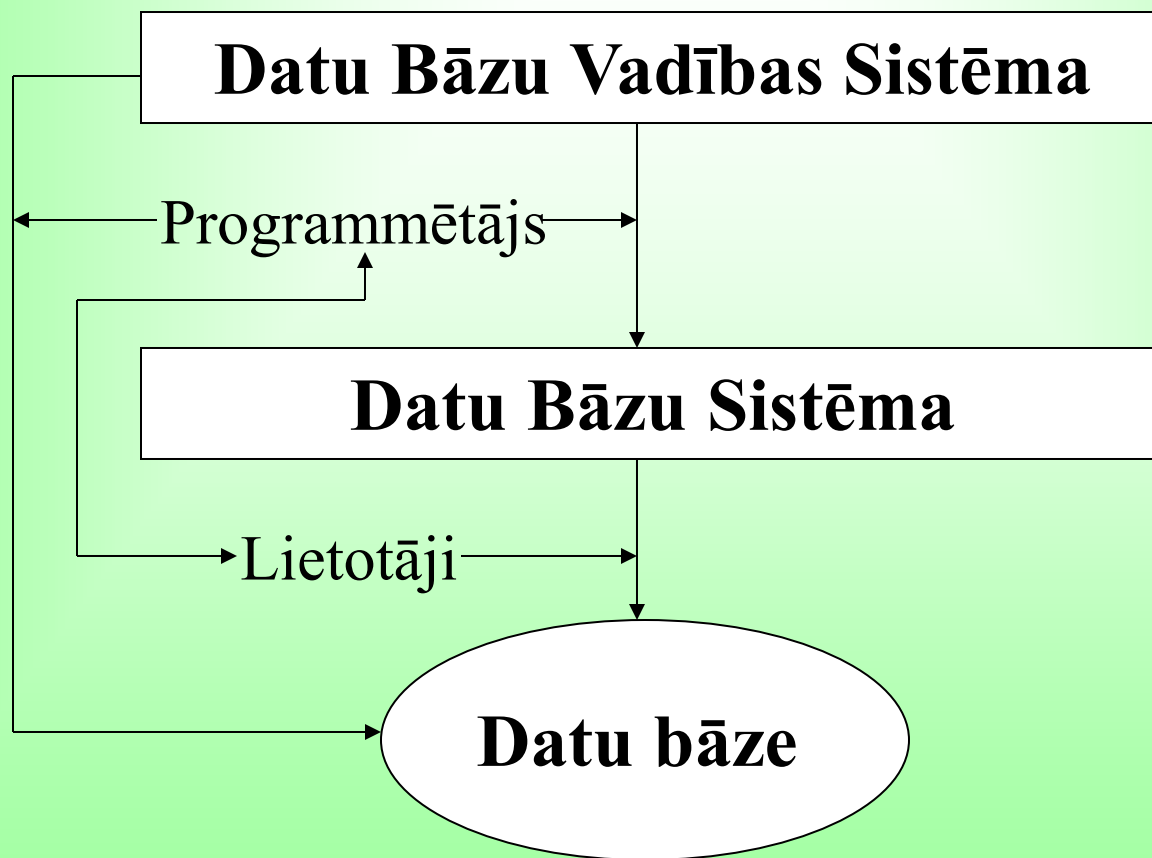 Datu Bāzu Vadības Sistēma
Programmētājs
Datu Bāzu Sistēma
Lietotāji
Datu bāze